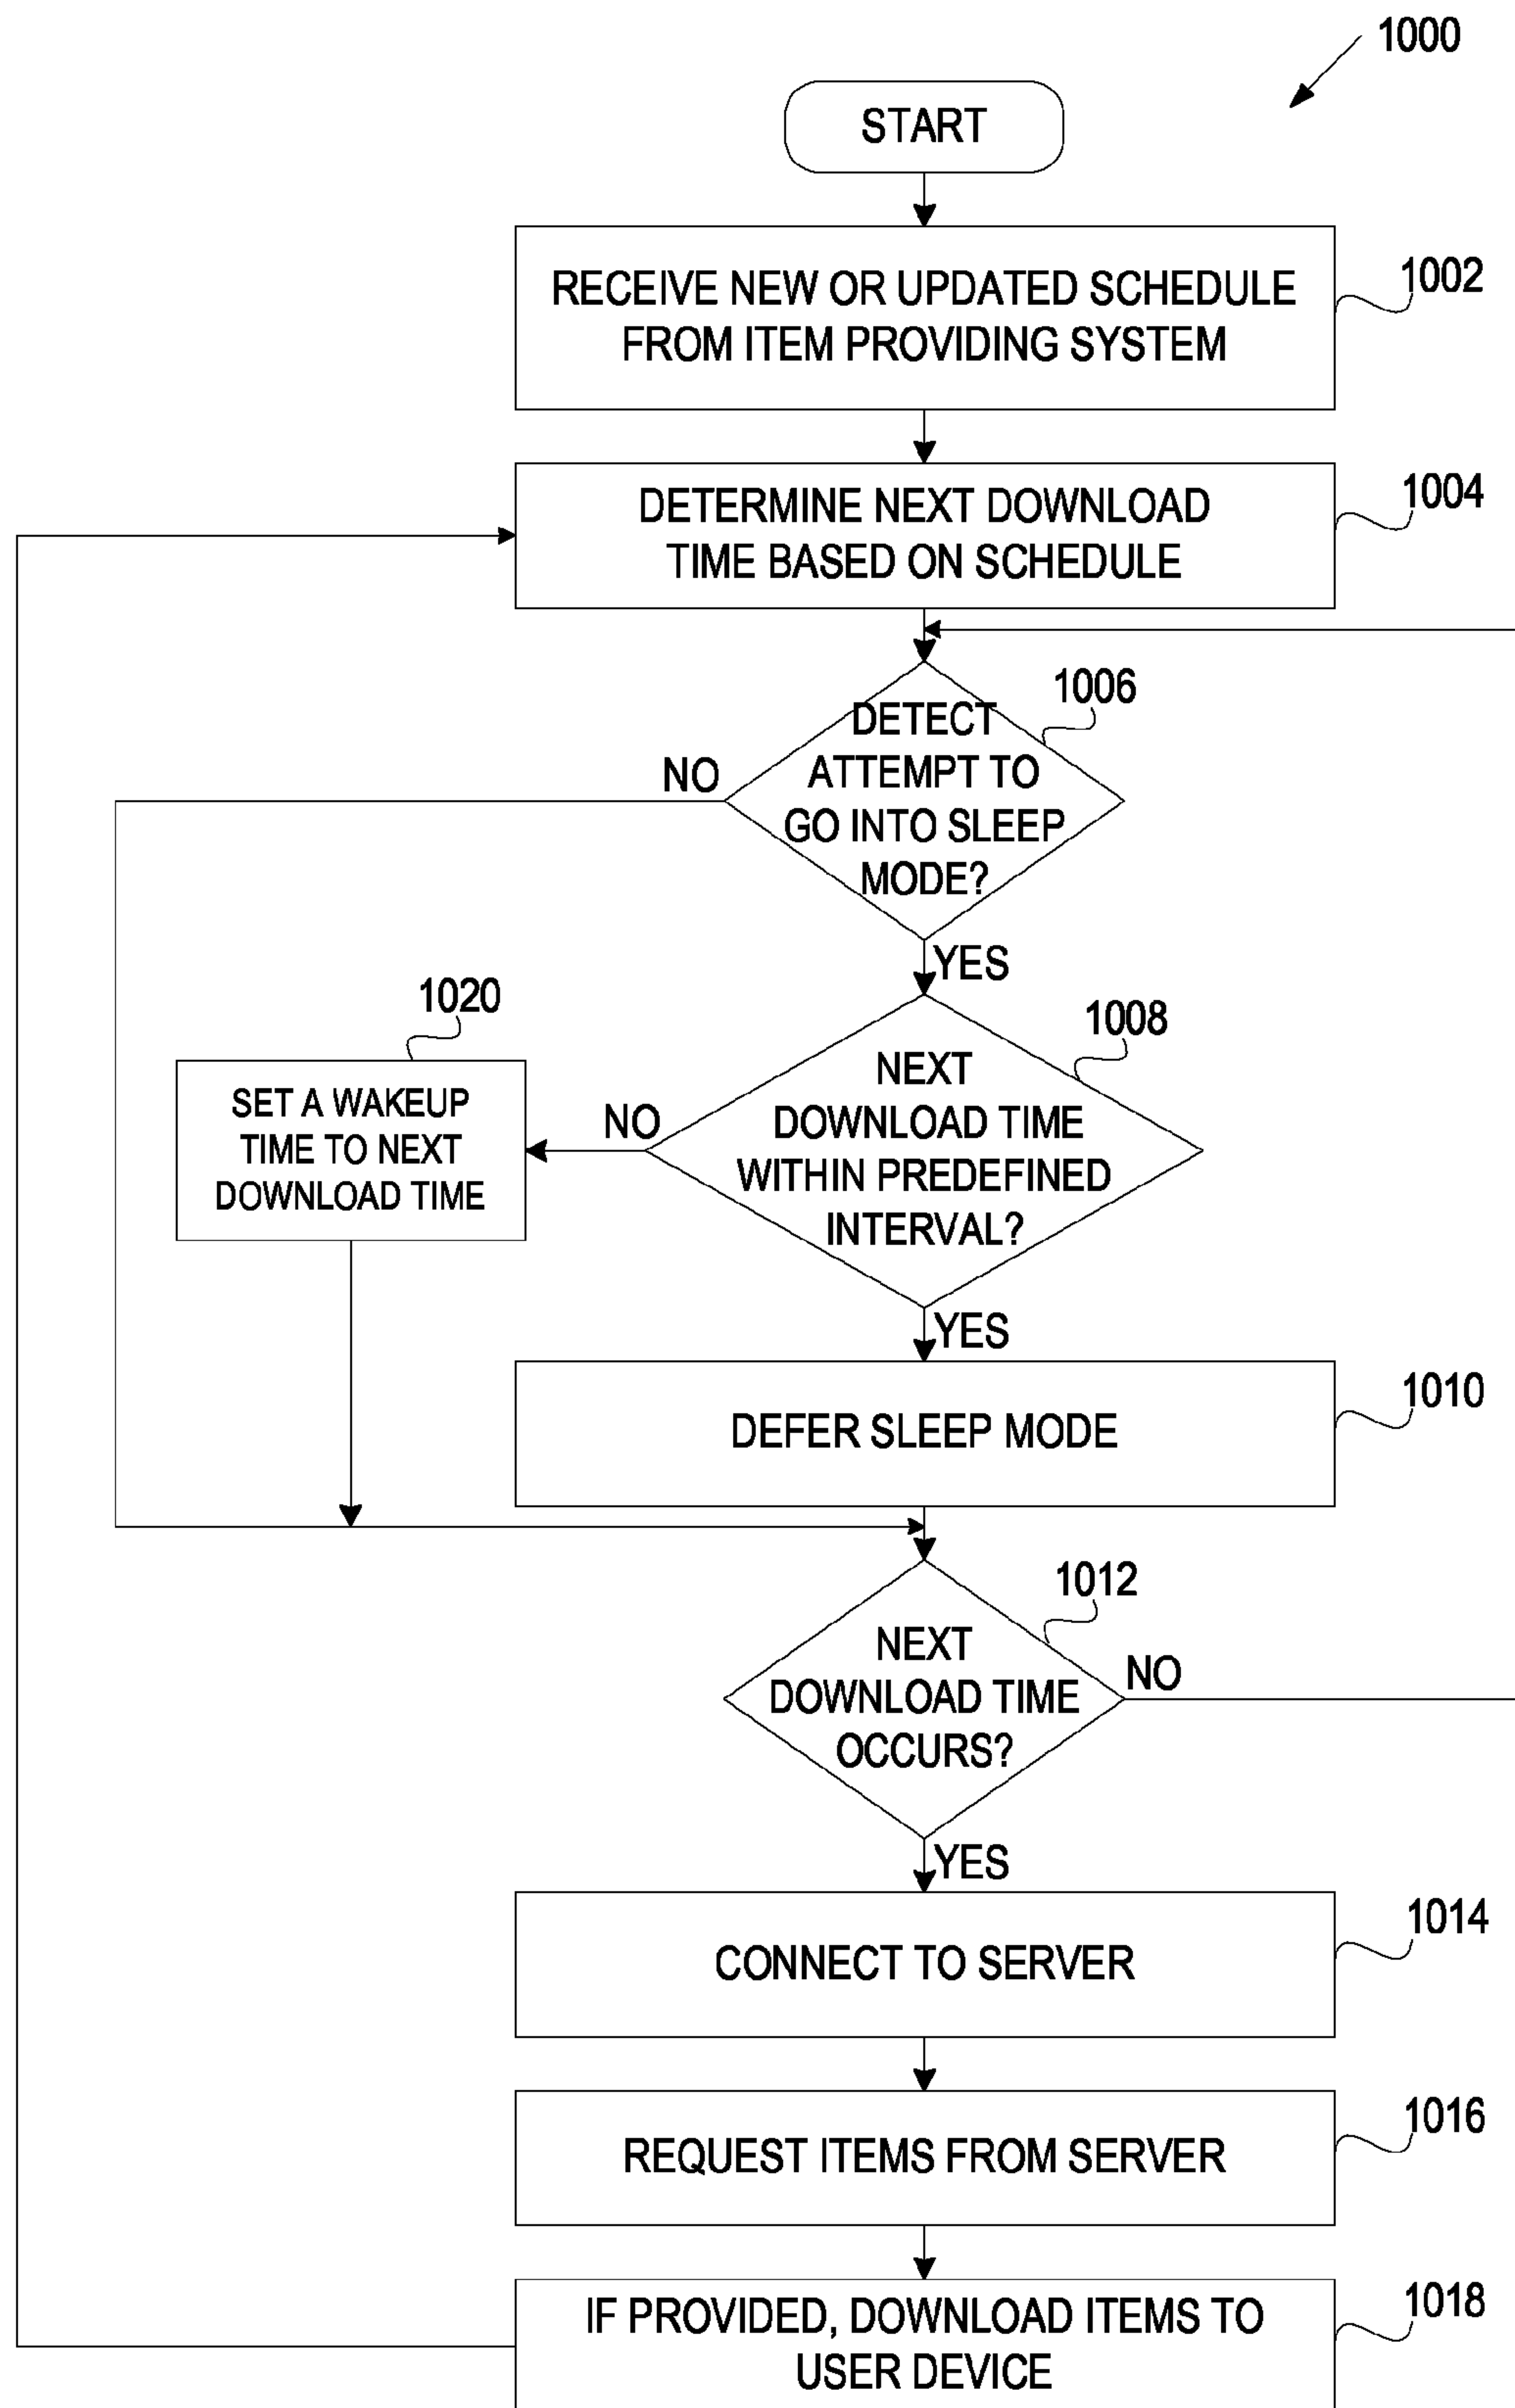 1000
START
RECEIVE NEW OR UPDATED SCHEDULE
FROM ITEM PROVIDING SYSTEM
1002
DETERMINE NEXT DOWNLOAD
TIME BASED ON SCHEDULE
1004
DETECT
ATTEMPT TO
GO INTO SLEEP
MODE?
1006
NO
YES
NEXT
DOWNLOAD TIME
WITHIN PREDEFINED
INTERVAL?
1008
NO
1020
SET A WAKEUP
TIME TO NEXT
DOWNLOAD TIME
YES
DEFER SLEEP MODE
1010
NEXT
DOWNLOAD TIME
OCCURS?
1012
NO
YES
CONNECT TO SERVER
1014
REQUEST ITEMS FROM SERVER
1016
IF PROVIDED, DOWNLOAD ITEMS TO
USER DEVICE
1018